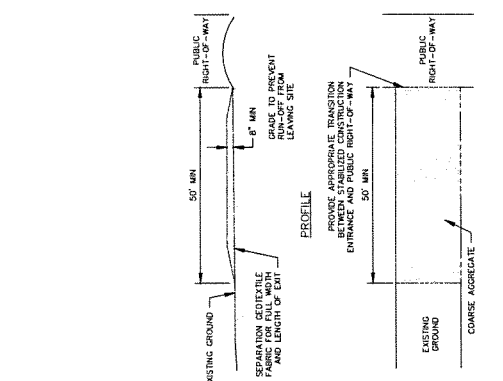 PUBLIC
RIGHT-OF-WAY
50' MIN
8" MIN
GRADE TO PREVENT
RUN-OFF FROM
LEAVING SITE
EXISTING GROUND
SEPARATION GEOTEXTILE
FABRIC FOR FULL WIDTH
AND LENGTH OF EXIT
PROFILE
PROVIDE APPROPRIATE TRANSITION
BETWEEN STABILIZED CONSTRUCTION
ENTRANCE AND PUBLIC RIGHT-OF-WAY
50' MIN
PUBLIC
RIGHT-OF-WAY
EXISTING
GROUND
COARSE AGGREGATE